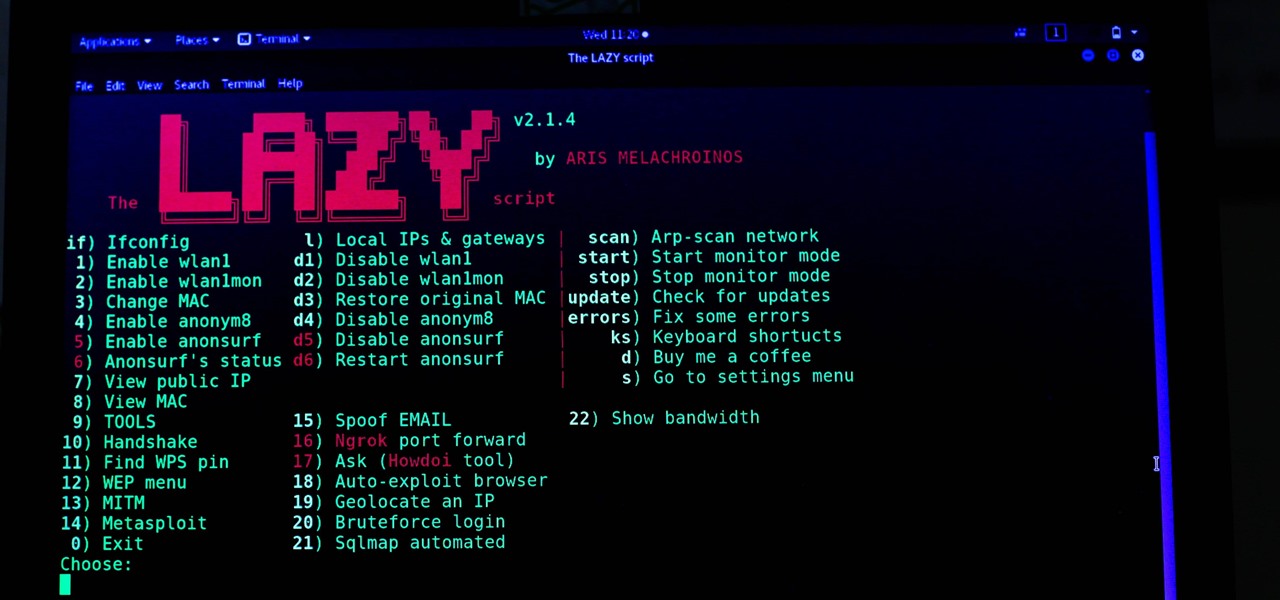 Applications Places Terminal Wed 11:20 1
The LAZY script
File Edit View Search Terminal Help
v2.1.4
LAZY
by ARIS MELACHROINOS
The script
if) Ifconfig l) Local IPs & gateways | scan) Arp-scan network
1) Enable wlan1 d1) Disable wlan1 | start) Start monitor mode
2) Enable wlan1mon d2) Disable wlan1mon | stop) Stop monitor mode
3) Change MAC d3) Restore original MAC |update) Check for updates
4) Enable anonym8 d4) Disable anonym8 |errors) Fix some errors
5) Enable anonsurf d5) Disable anonsurf | ks) Keyboard shortucts
6) Anonsurf's status d6) Restart anonsurf | d) Buy me a coffee
7) View public IP | s) Go to settings menu
8) View MAC
9) TOOLS 15) Spoof EMAIL 22) Show bandwidth
10) Handshake 16) Ngrok port forward
11) Find WPS pin 17) Ask (Howdoi tool)
12) WEP menu 18) Auto-exploit browser
13) MITM 19) Geolocate an IP
14) Metasploit 20) Bruteforce login
0) Exit 21) Sqlmap automated
Choose: